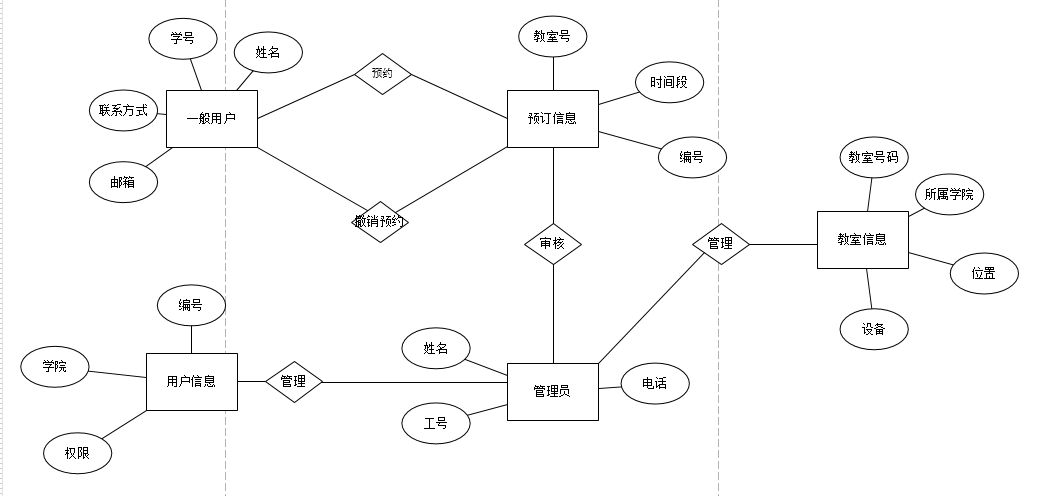 学号
姓名
教室号
预约
时间段
联系方式
一般用户
预订信息
编号
教室号码
邮箱
所属学院
撤销预约
审核
管理
教室信息
位置
编号
设备
姓名
学院
用户信息
管理
管理员
电话
工号
权限